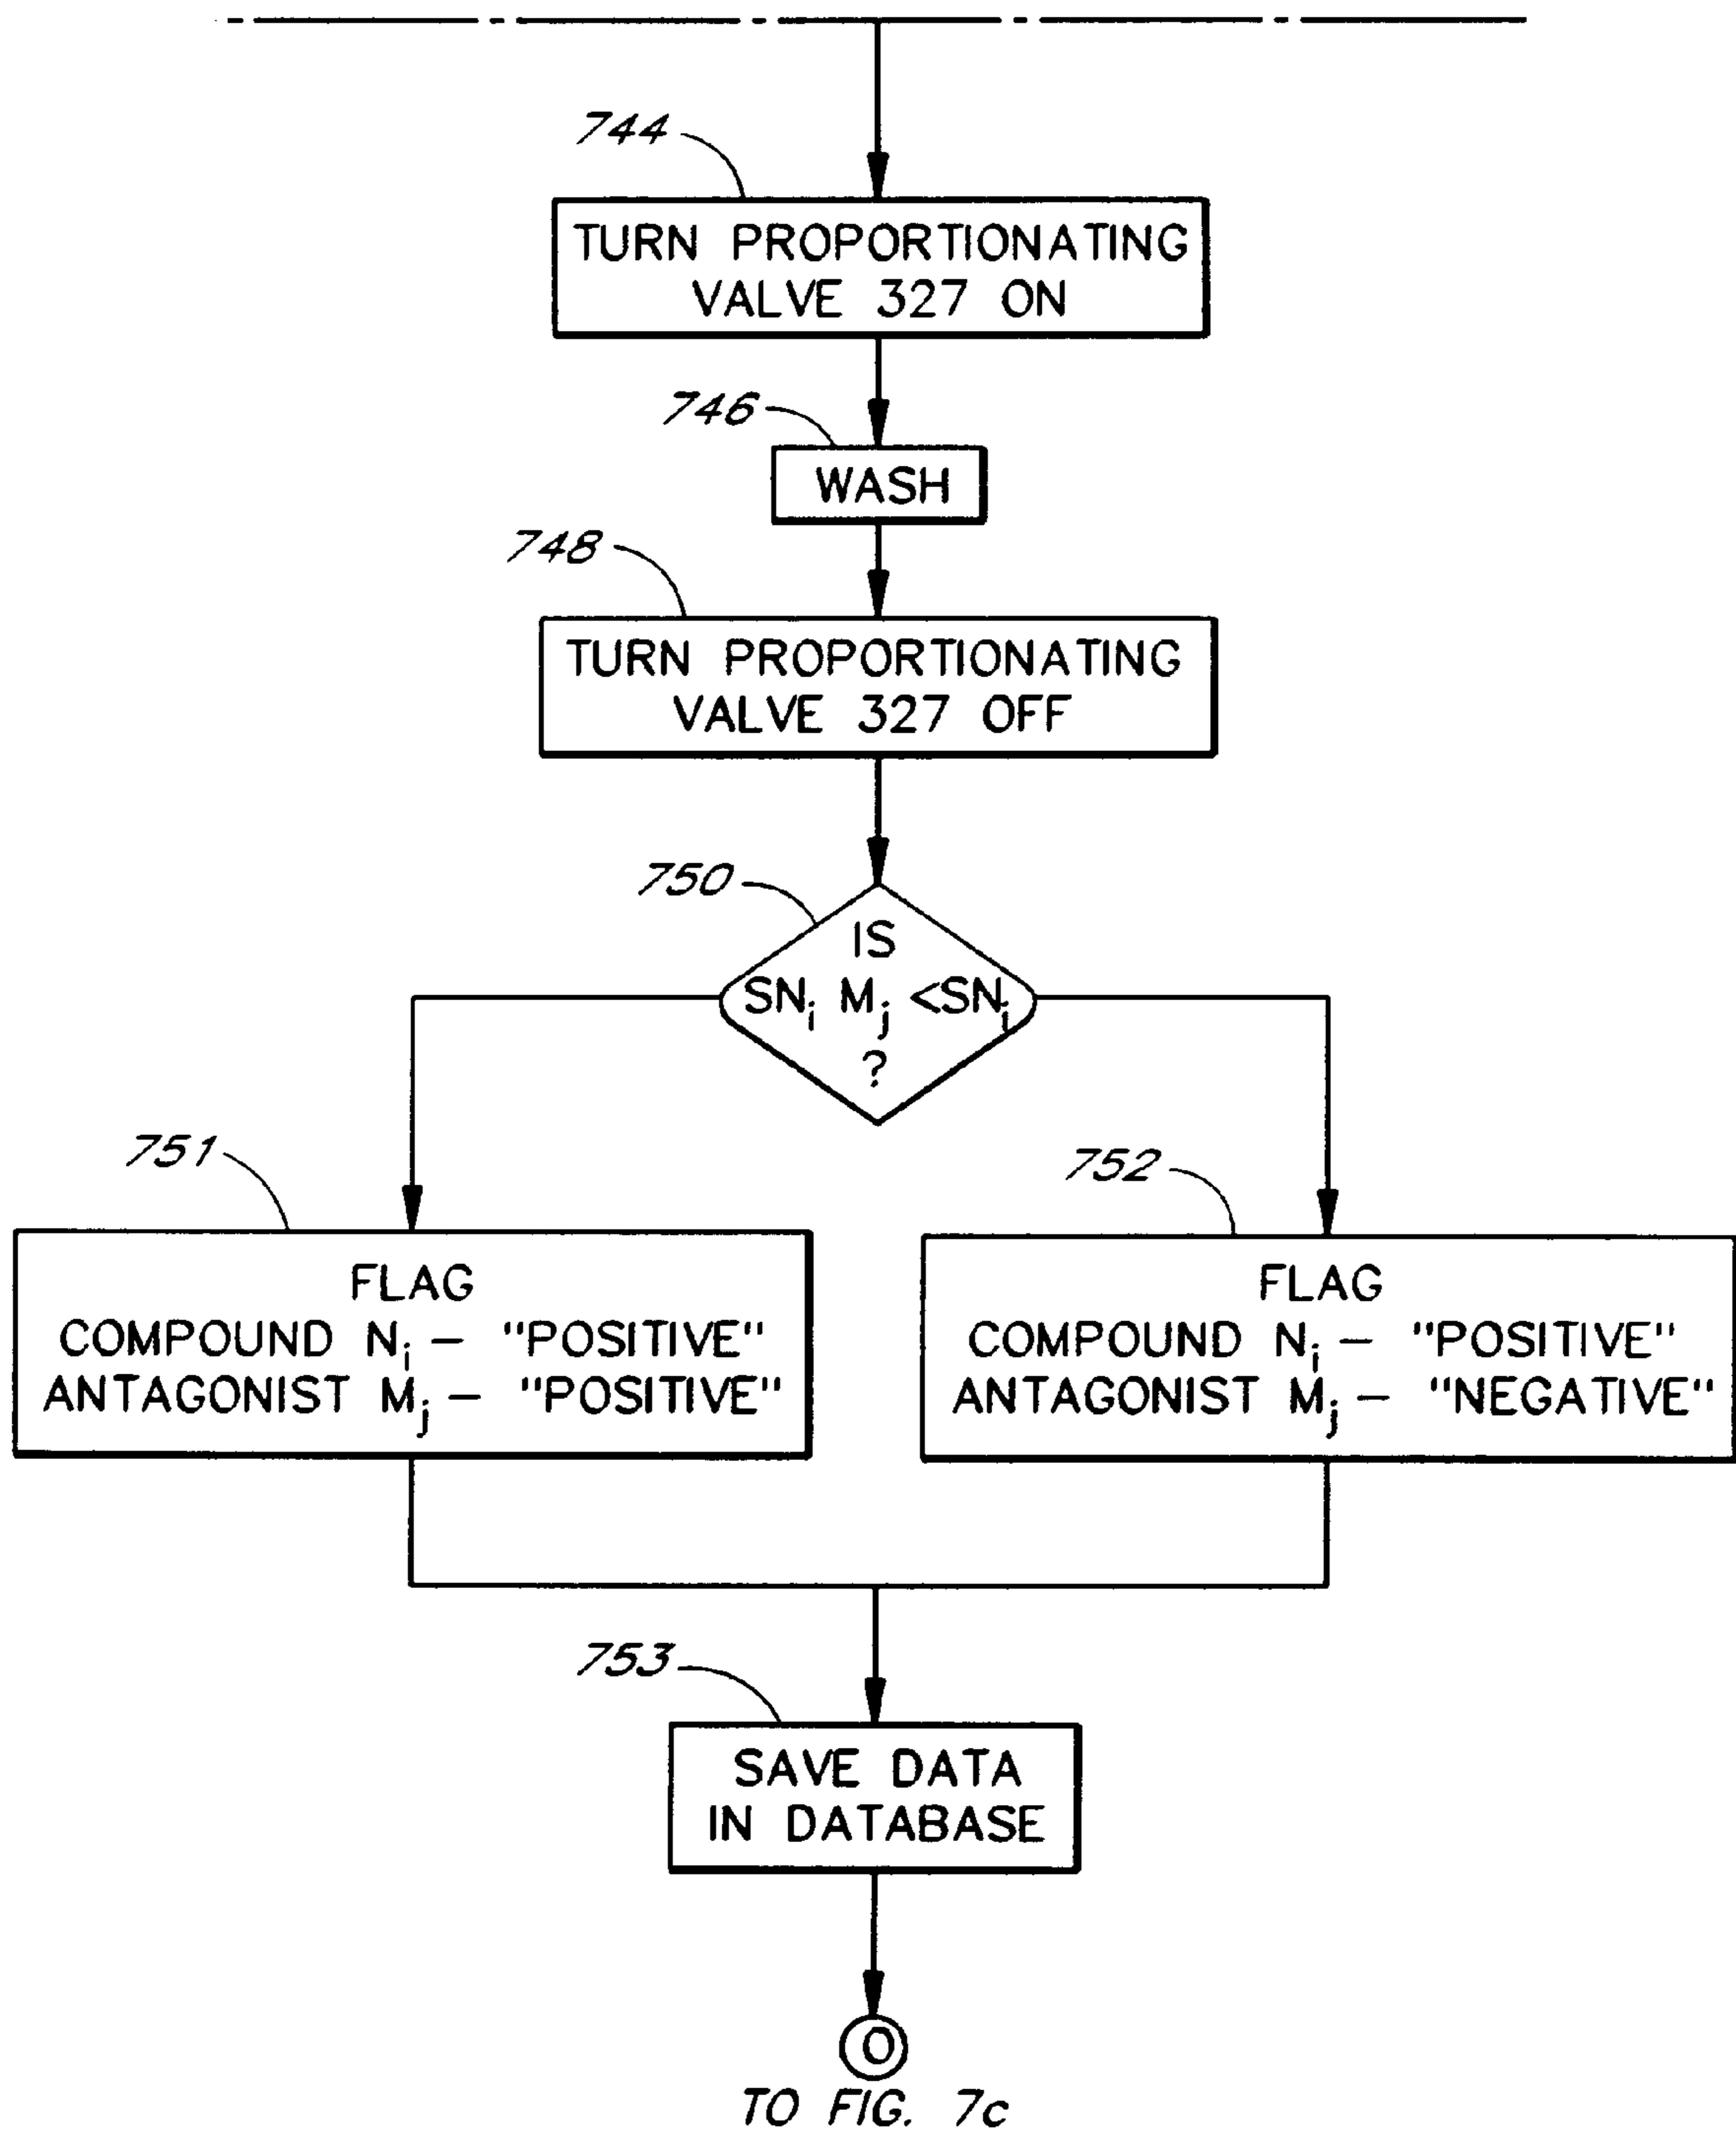 744
TURN PROPORTIONATING
VALVE 327 ON
746
WASH
748
TURN PROPORTIONATING
VALVE 327 OFF
750
IS
SNi Mj <SNi
?
751
FLAG
COMPOUND Ni — "POSITIVE"
ANTAGONIST Mj — "POSITIVE"
752
FLAG
COMPOUND Ni — "POSITIVE"
ANTAGONIST Mj — "NEGATIVE"
753
SAVE DATA
IN DATABASE
O
TO FIG. 7c